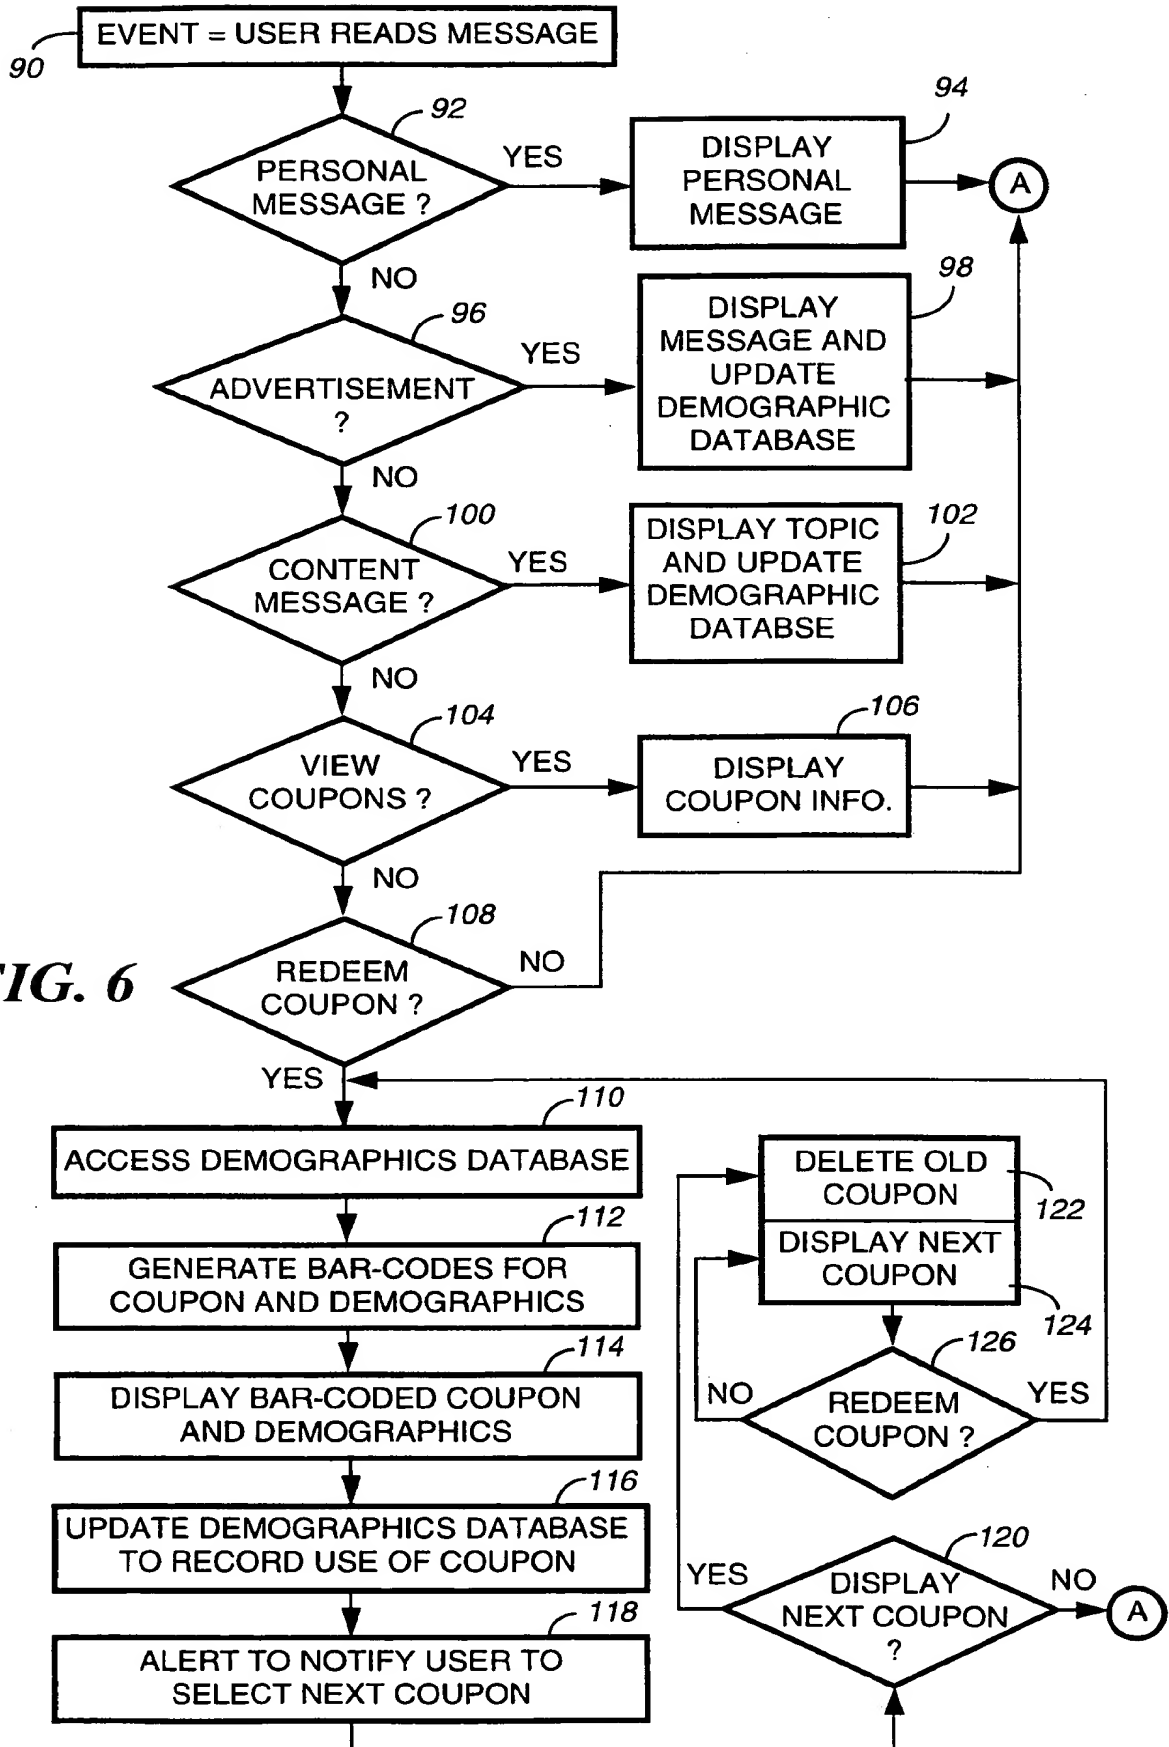 EVENT = USER READS MESSAGE
90
92
PERSONAL
MESSAGE ?
YES
NO
94
DISPLAY
PERSONAL
MESSAGE
A
96
ADVERTISEMENT
?
YES
NO
98
DISPLAY
MESSAGE AND
UPDATE
DEMOGRAPHIC
DATABASE
100
CONTENT
MESSAGE ?
YES
NO
102
DISPLAY TOPIC
AND UPDATE
DEMOGRAPHIC
DATABSE
104
VIEW
COUPONS ?
YES
NO
106
DISPLAY
COUPON INFO.
108
REDEEM
COUPON ?
NO
YES
FIG. 6
110
ACCESS DEMOGRAPHICS DATABASE
112
GENERATE BAR-CODES FOR
COUPON AND DEMOGRAPHICS
114
DISPLAY BAR-CODED COUPON
AND DEMOGRAPHICS
116
UPDATE DEMOGRAPHICS DATABASE
TO RECORD USE OF COUPON
118
ALERT TO NOTIFY USER TO
SELECT NEXT COUPON
DELETE OLD
COUPON
122
DISPLAY NEXT
COUPON
124
126
REDEEM
COUPON ?
NO
YES
120
DISPLAY
NEXT COUPON
?
YES
NO
A